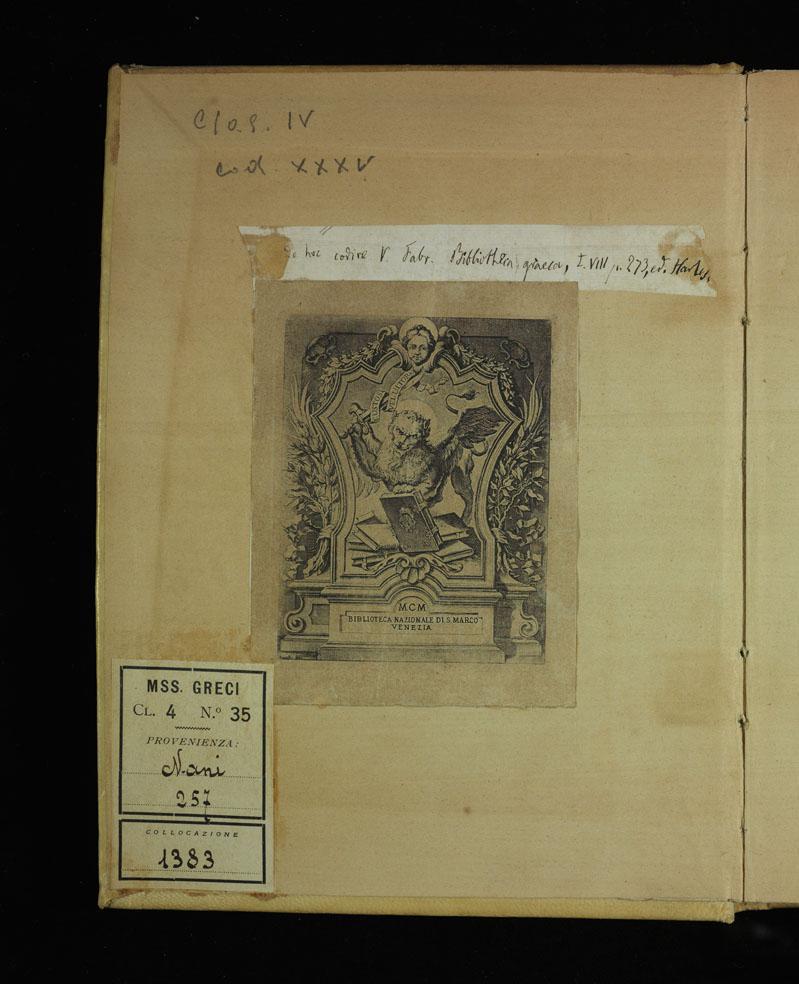 Clas. IV
cod. XXXV
De hoc codice V. Fabr. Bibliotheca graeca, T. VIII p. 273, ed. Harles.
M.C.M.
BIBLIOTECA NAZIONALE DI S. MARCO
VENEZIA
MSS. GRECI
CL. 4 N.º 35
PROVENIENZA:
Nani
257
COLLOCAZIONE
1383